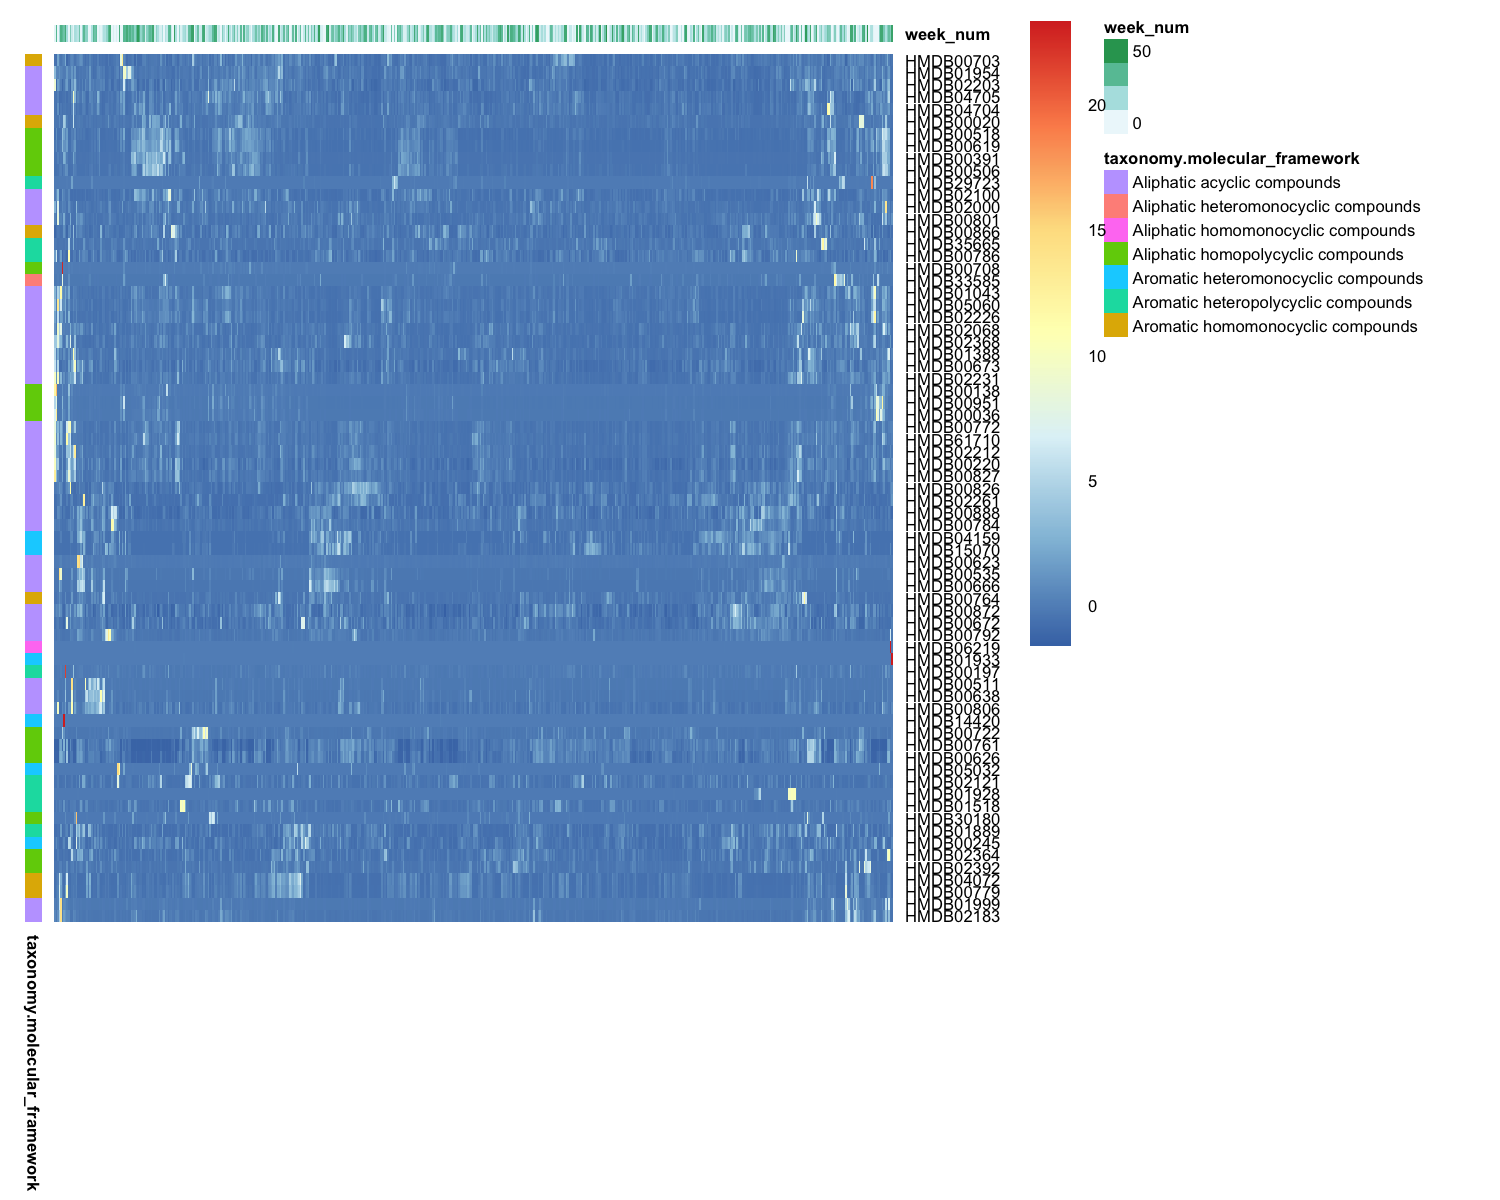 week_num
HMDB00703
HMDB01954
HMDB02203
HMDB04705
HMDB04704
HMDB00020
HMDB00518
HMDB00619
HMDB00391
HMDB00506
HMDB29723
HMDB02100
HMDB02000
HMDB00801
HMDB00866
HMDB35665
HMDB00786
HMDB00708
HMDB33585
HMDB01043
HMDB05060
HMDB02226
HMDB02068
HMDB02368
HMDB01388
HMDB00673
HMDB02231
HMDB00138
HMDB00951
HMDB00036
HMDB00772
HMDB61710
HMDB02212
HMDB00220
HMDB00827
HMDB00826
HMDB02261
HMDB00888
HMDB00784
HMDB04159
HMDB15070
HMDB00623
HMDB00535
HMDB00666
HMDB00764
HMDB00872
HMDB00672
HMDB00792
HMDB06219
HMDB01933
HMDB00197
HMDB00511
HMDB00638
HMDB00806
HMDB14420
HMDB00722
HMDB00761
HMDB00626
HMDB05032
HMDB02121
HMDB01928
HMDB01518
HMDB30180
HMDB01889
HMDB00245
HMDB02364
HMDB02392
HMDB04072
HMDB00779
HMDB01999
HMDB02183
taxonomy.molecular_framework
20
15
10
5
0
week_num
50
0
taxonomy.molecular_framework
Aliphatic acyclic compounds
Aliphatic heteromonocyclic compounds
Aliphatic homomonocyclic compounds
Aliphatic homopolycyclic compounds
Aromatic heteromonocyclic compounds
Aromatic heteropolycyclic compounds
Aromatic homomonocyclic compounds